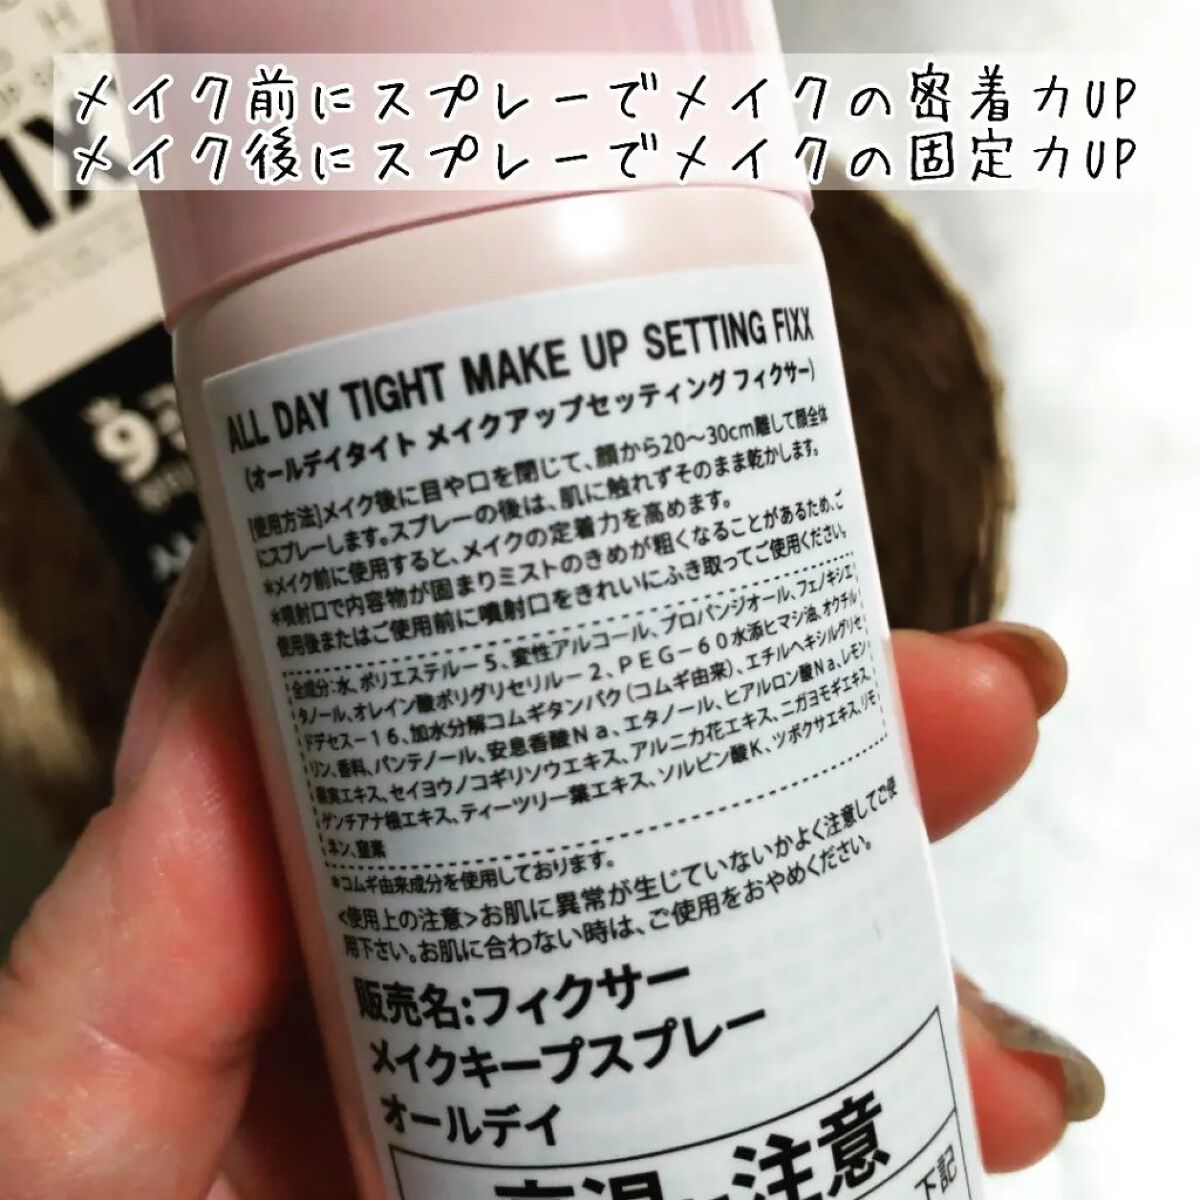 メイク前にスプレーでメイクの密着力UP
メイク後にスプレーでメイクの固定力UP
ALL DAY TIGHT MAKE UP SETTING FIXX
(オールデイタイト メイクアップセッティング フィクサー)
[使用方法]メイク後に目や口を閉じて、顔から20〜30cm離して顔全体
にスプレーします。スプレーの後は、肌に触れずそのまま乾かします。
*メイク前に使用すると、メイクの定着力を高めます。
*噴射口で内容物が固まりミストのきめが粗くなることがあるため、ご
使用後またはご使用前に噴射口をきれいにふき取ってご使用ください。
全成分:水、ポリエステル−5、変性アルコール、プロパンジオール、フェノキシエ
タノール、オレイン酸ポリグリセリル−2、PEG−60水添ヒマシ油、オクチル
ドデセス−16、加水分解コムギタンパク(コムギ由来)、エチルヘキシルグリセ
リン、香料、パンテノール、安息香酸Na、エタノール、ヒアルロン酸Na、レモン
果実エキス、セイヨウノコギリソウエキス、アルニカ花エキス、ニガヨモギエキス、
ゲンチアナ根エキス、ティーツリー葉エキス、ソルビン酸K、ツボクサエキス、リモ
ネン、窒素
*コムギ由来成分を使用しております。
<使用上の注意>お肌に異常が生じていないかよく注意してご使
用下さい。お肌に合わない時は、ご使用をおやめください。
販売名:フィクサー
メイクキープスプレー
オールデイ
高温に注意
下記